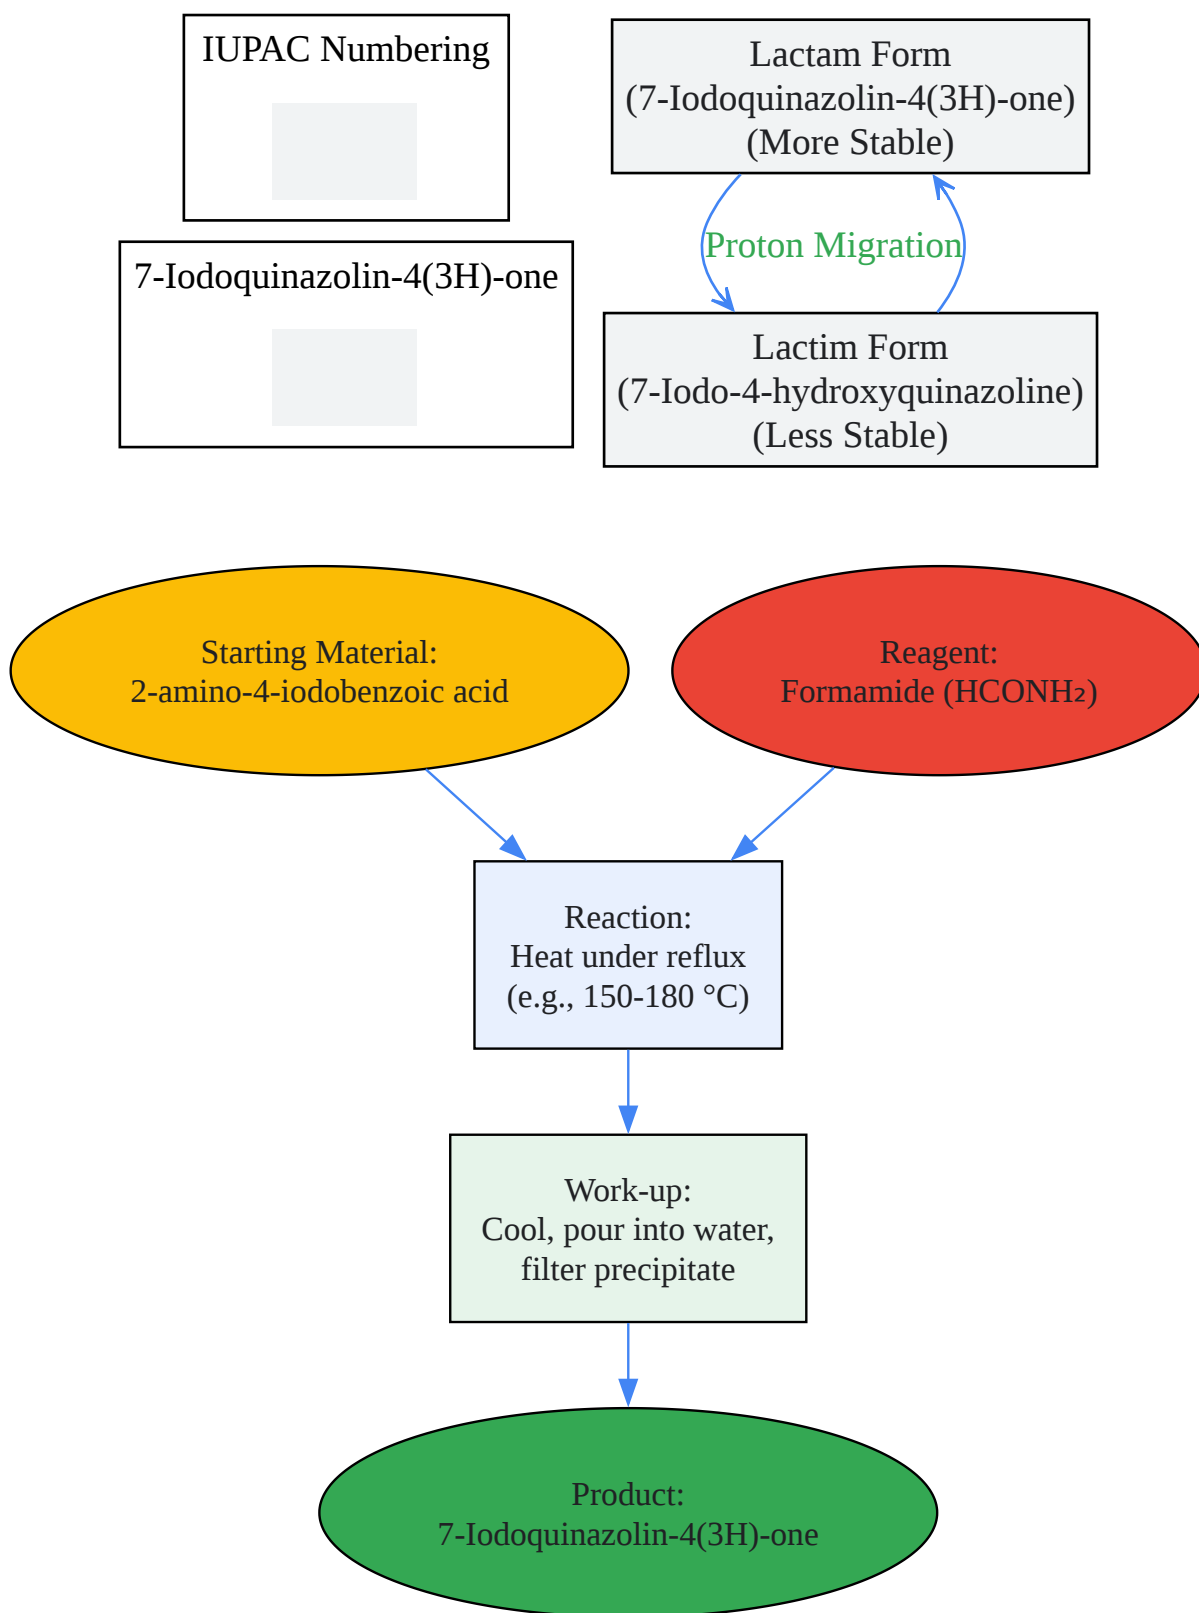 IUPAC Numbering
7-Iodoquinazolin-4(3H)-one
Lactam Form
(7-Iodoquinazolin-4(3H)-one)
(More Stable)
Proton Migration
Lactim Form
(7-Iodo-4-hydroxyquinazoline)
(Less Stable)
Starting Material:
2-amino-4-iodobenzoic acid
Reagent:
Formamide (HCONH₂)
Reaction:
Heat under reflux
(e.g., 150-180 °C)
Work-up:
Cool, pour into water,
filter precipitate
Product:
7-Iodoquinazolin-4(3H)-one